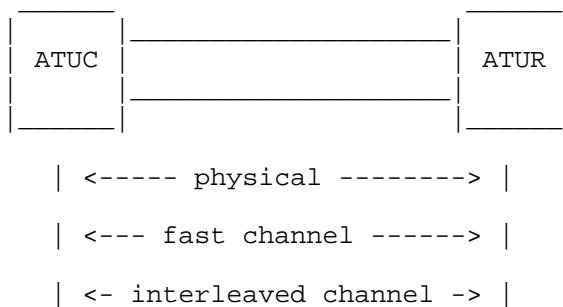 ATUC ATUR
| <----- physical --------> |
| <--- fast channel ------> |
| <- interleaved channel -> |